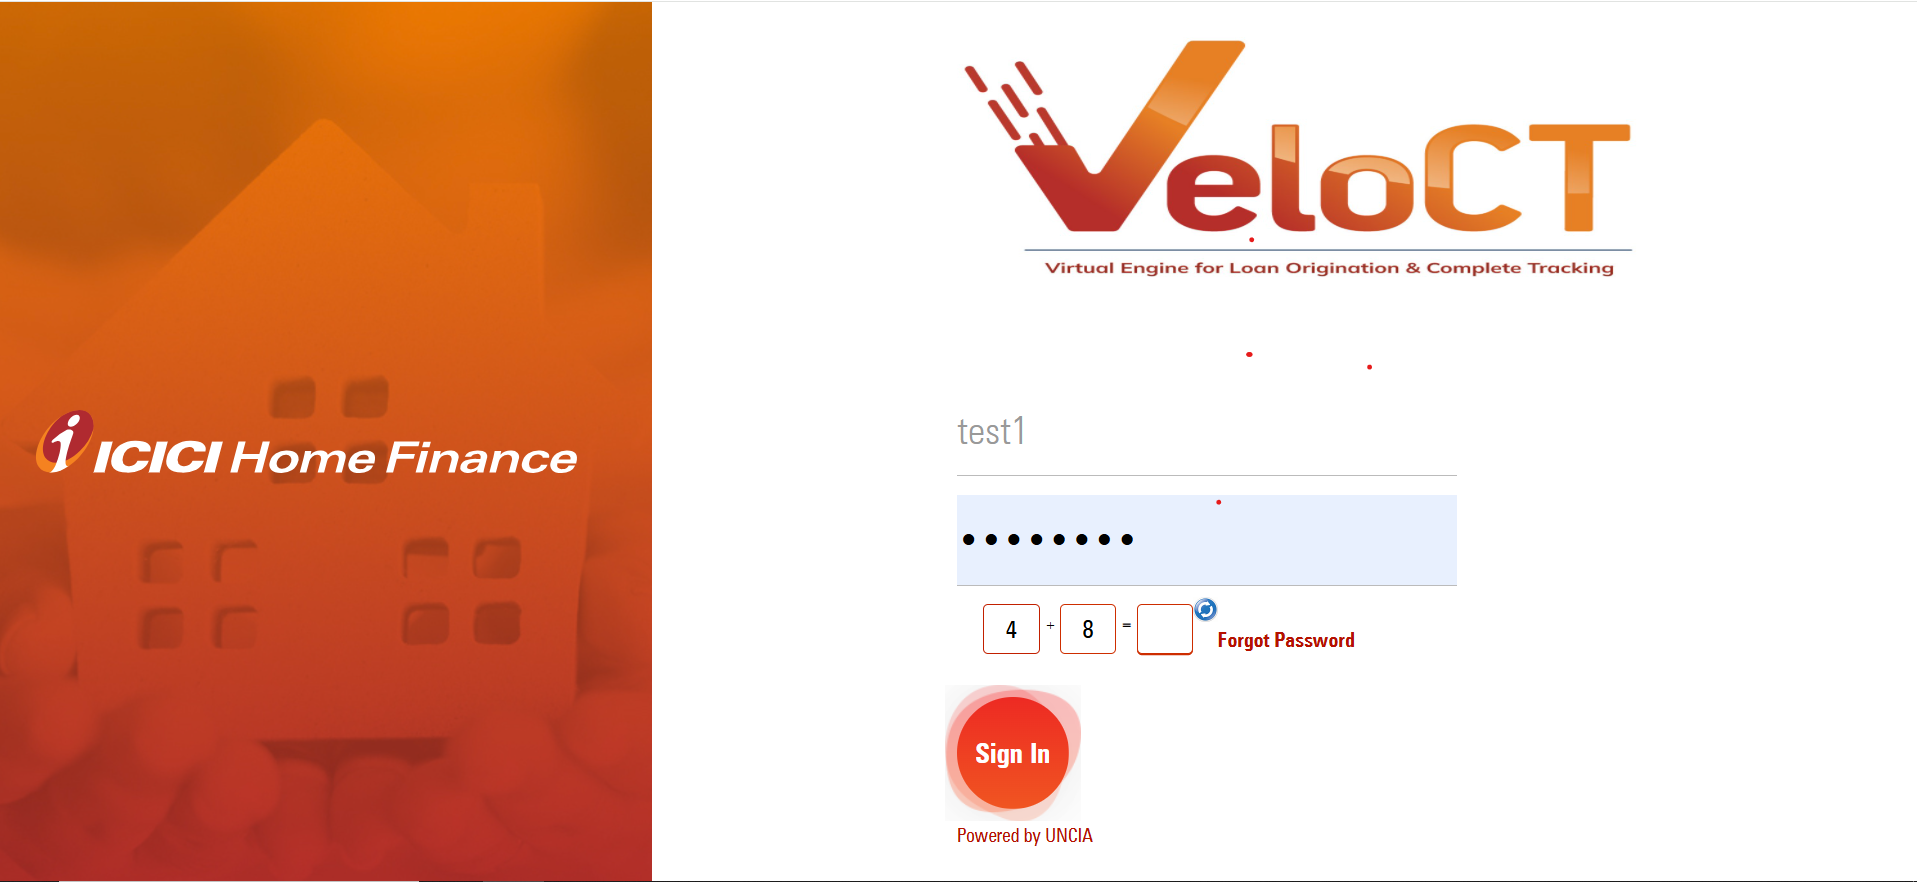 ICICI Home Finance
VeloCT
Virtual Engine for Loan Origination & Complete Tracking
test1
4 + 8 =
Forgot Password
Sign In
Powered by UNCIA